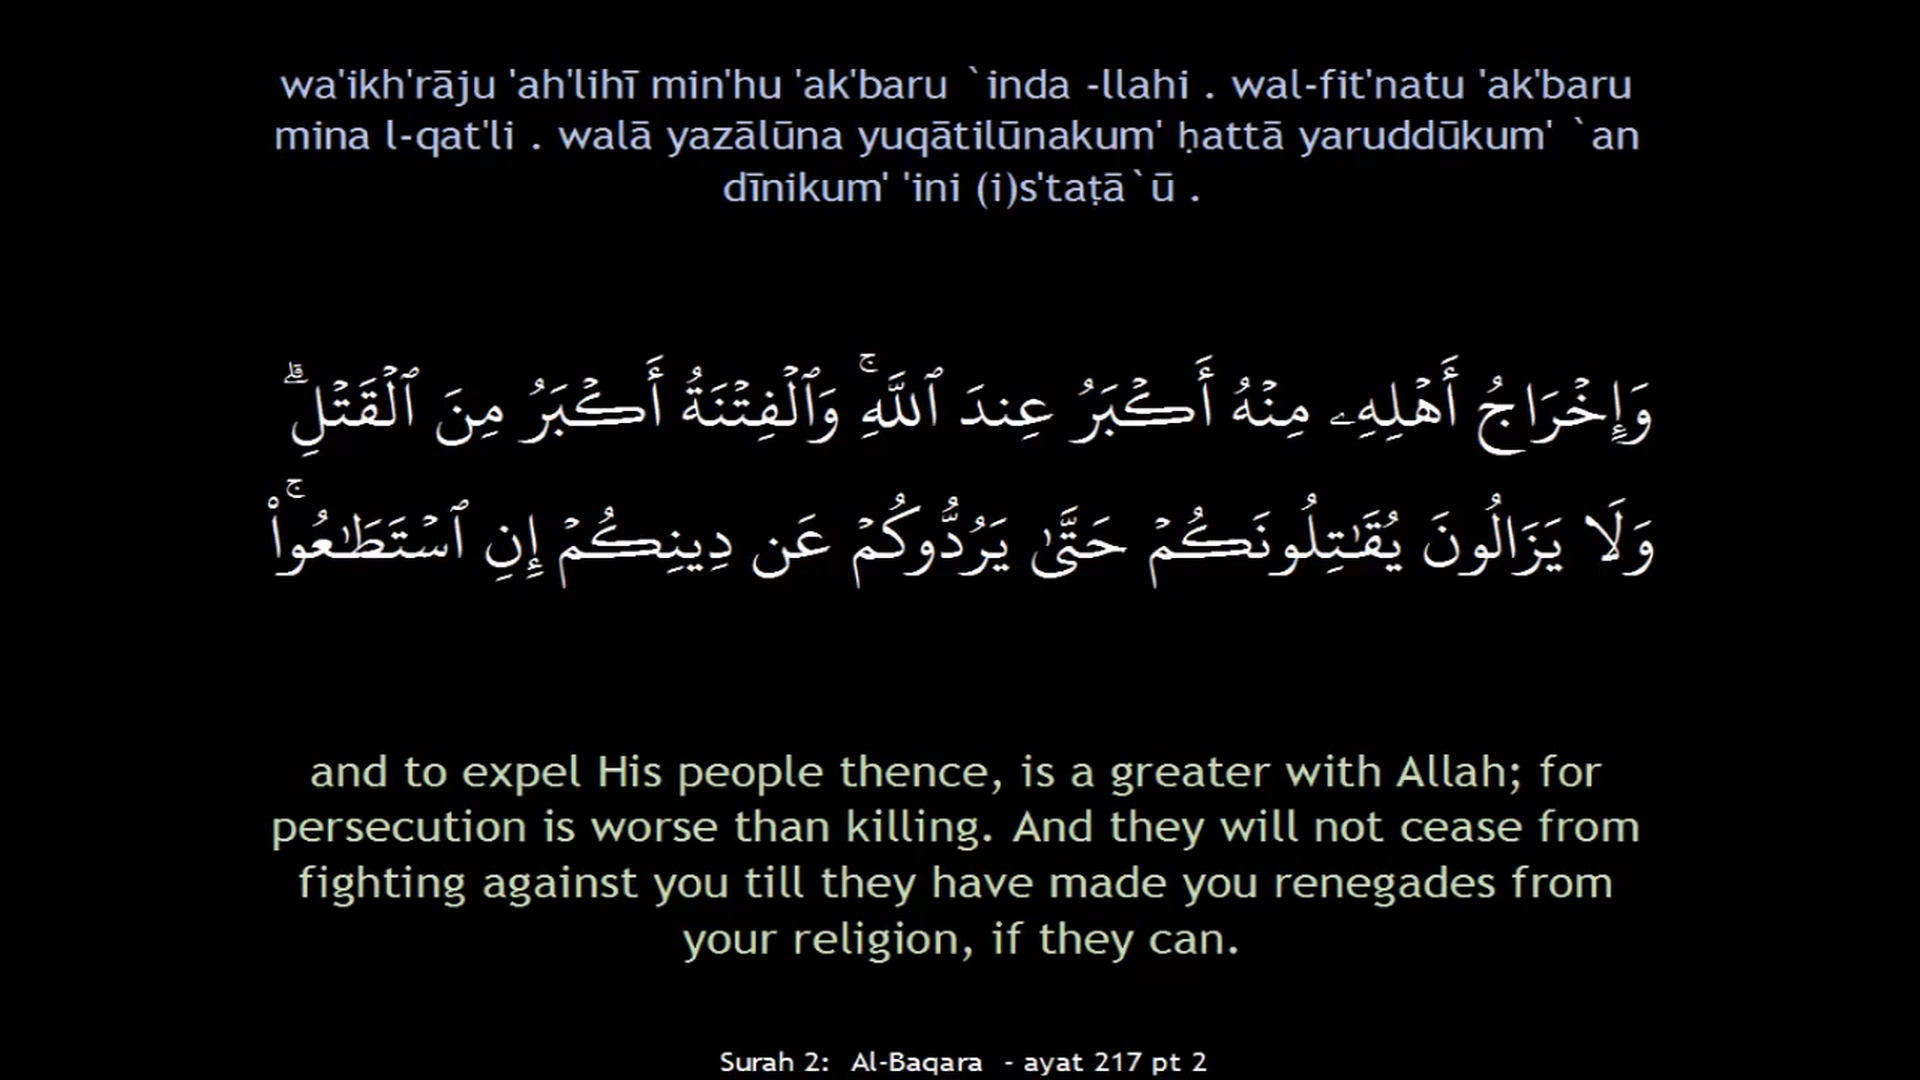 wa'ikh'rāju 'ah'lihī min'hu 'ak'baru `inda -llahi . wal-fit'natu 'ak'baru
mina l-qat'li . walā yazālūna yuqātilūnakum' ḥattā yaruddūkum' `an
dīnikum' 'ini (i)s'taṭā`ū .
وَإِخْرَاجُ أَهْلِهِۦ مِنْهُ أَكْبَرُ عِندَ ٱللَّهِ ۚ وَٱلْفِتْنَةُ أَكْبَرُ مِنَ ٱلْقَتْلِ ۗ
وَلَا يَزَالُونَ يُقَـٰتِلُونَكُمْ حَتَّىٰ يَرُدُّوكُمْ عَن دِينِكُمْ إِنِ ٱسْتَطَـٰعُوا۟ ۚ
and to expel His people thence, is a greater with Allah; for
persecution is worse than killing. And they will not cease from
fighting against you till they have made you renegades from
your religion, if they can.
Surah 2: Al-Baqara - ayat 217 pt 2